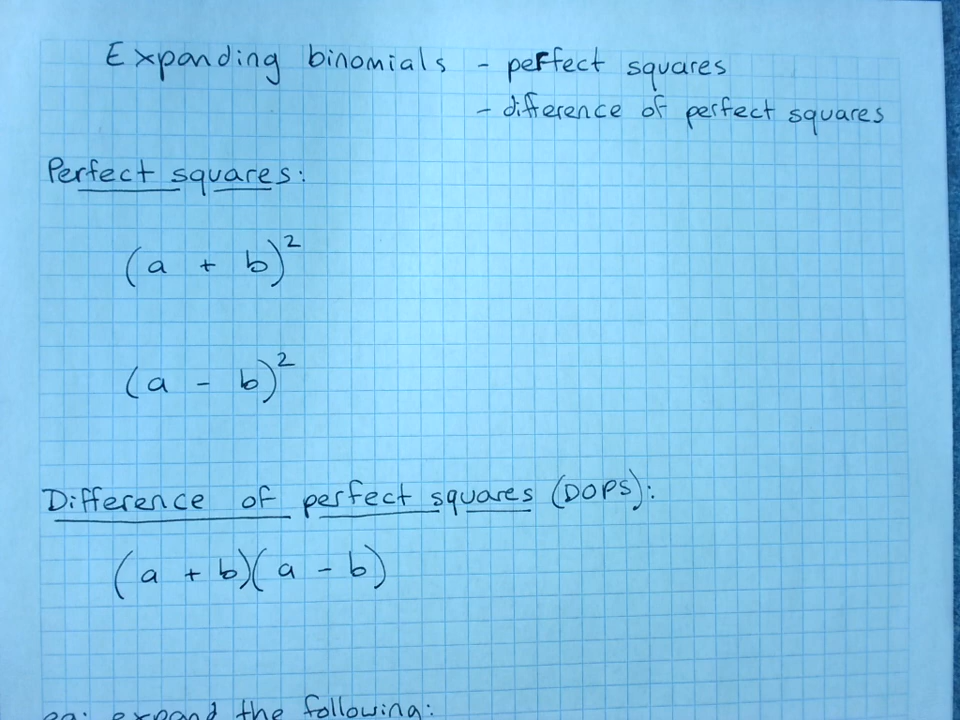 Expanding binomials - perfect squares
- difference of perfect squares
Perfect squares:
(a + b)²
(a - b)²
Difference of perfect squares (DOPS):
(a + b)(a - b)
eg: expand the following: